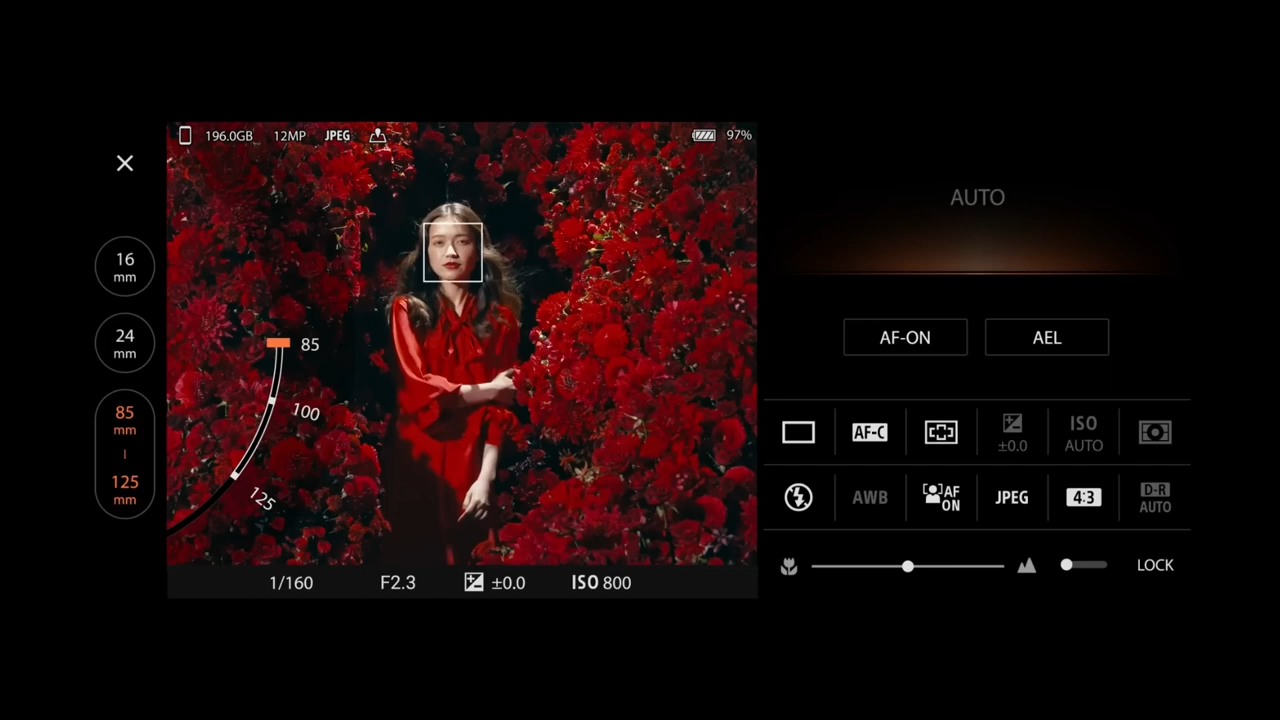 196.0GB 12MP JPEG 97%
16
mm
24
mm
85
mm
125
mm
85
100
125
1/160 F2.3 ±0.0 ISO 800
AUTO
AF-ON AEL
AF-C ±0.0 ISO
AUTO
AWB AF
ON JPEG 4:3 D-R
AUTO
LOCK